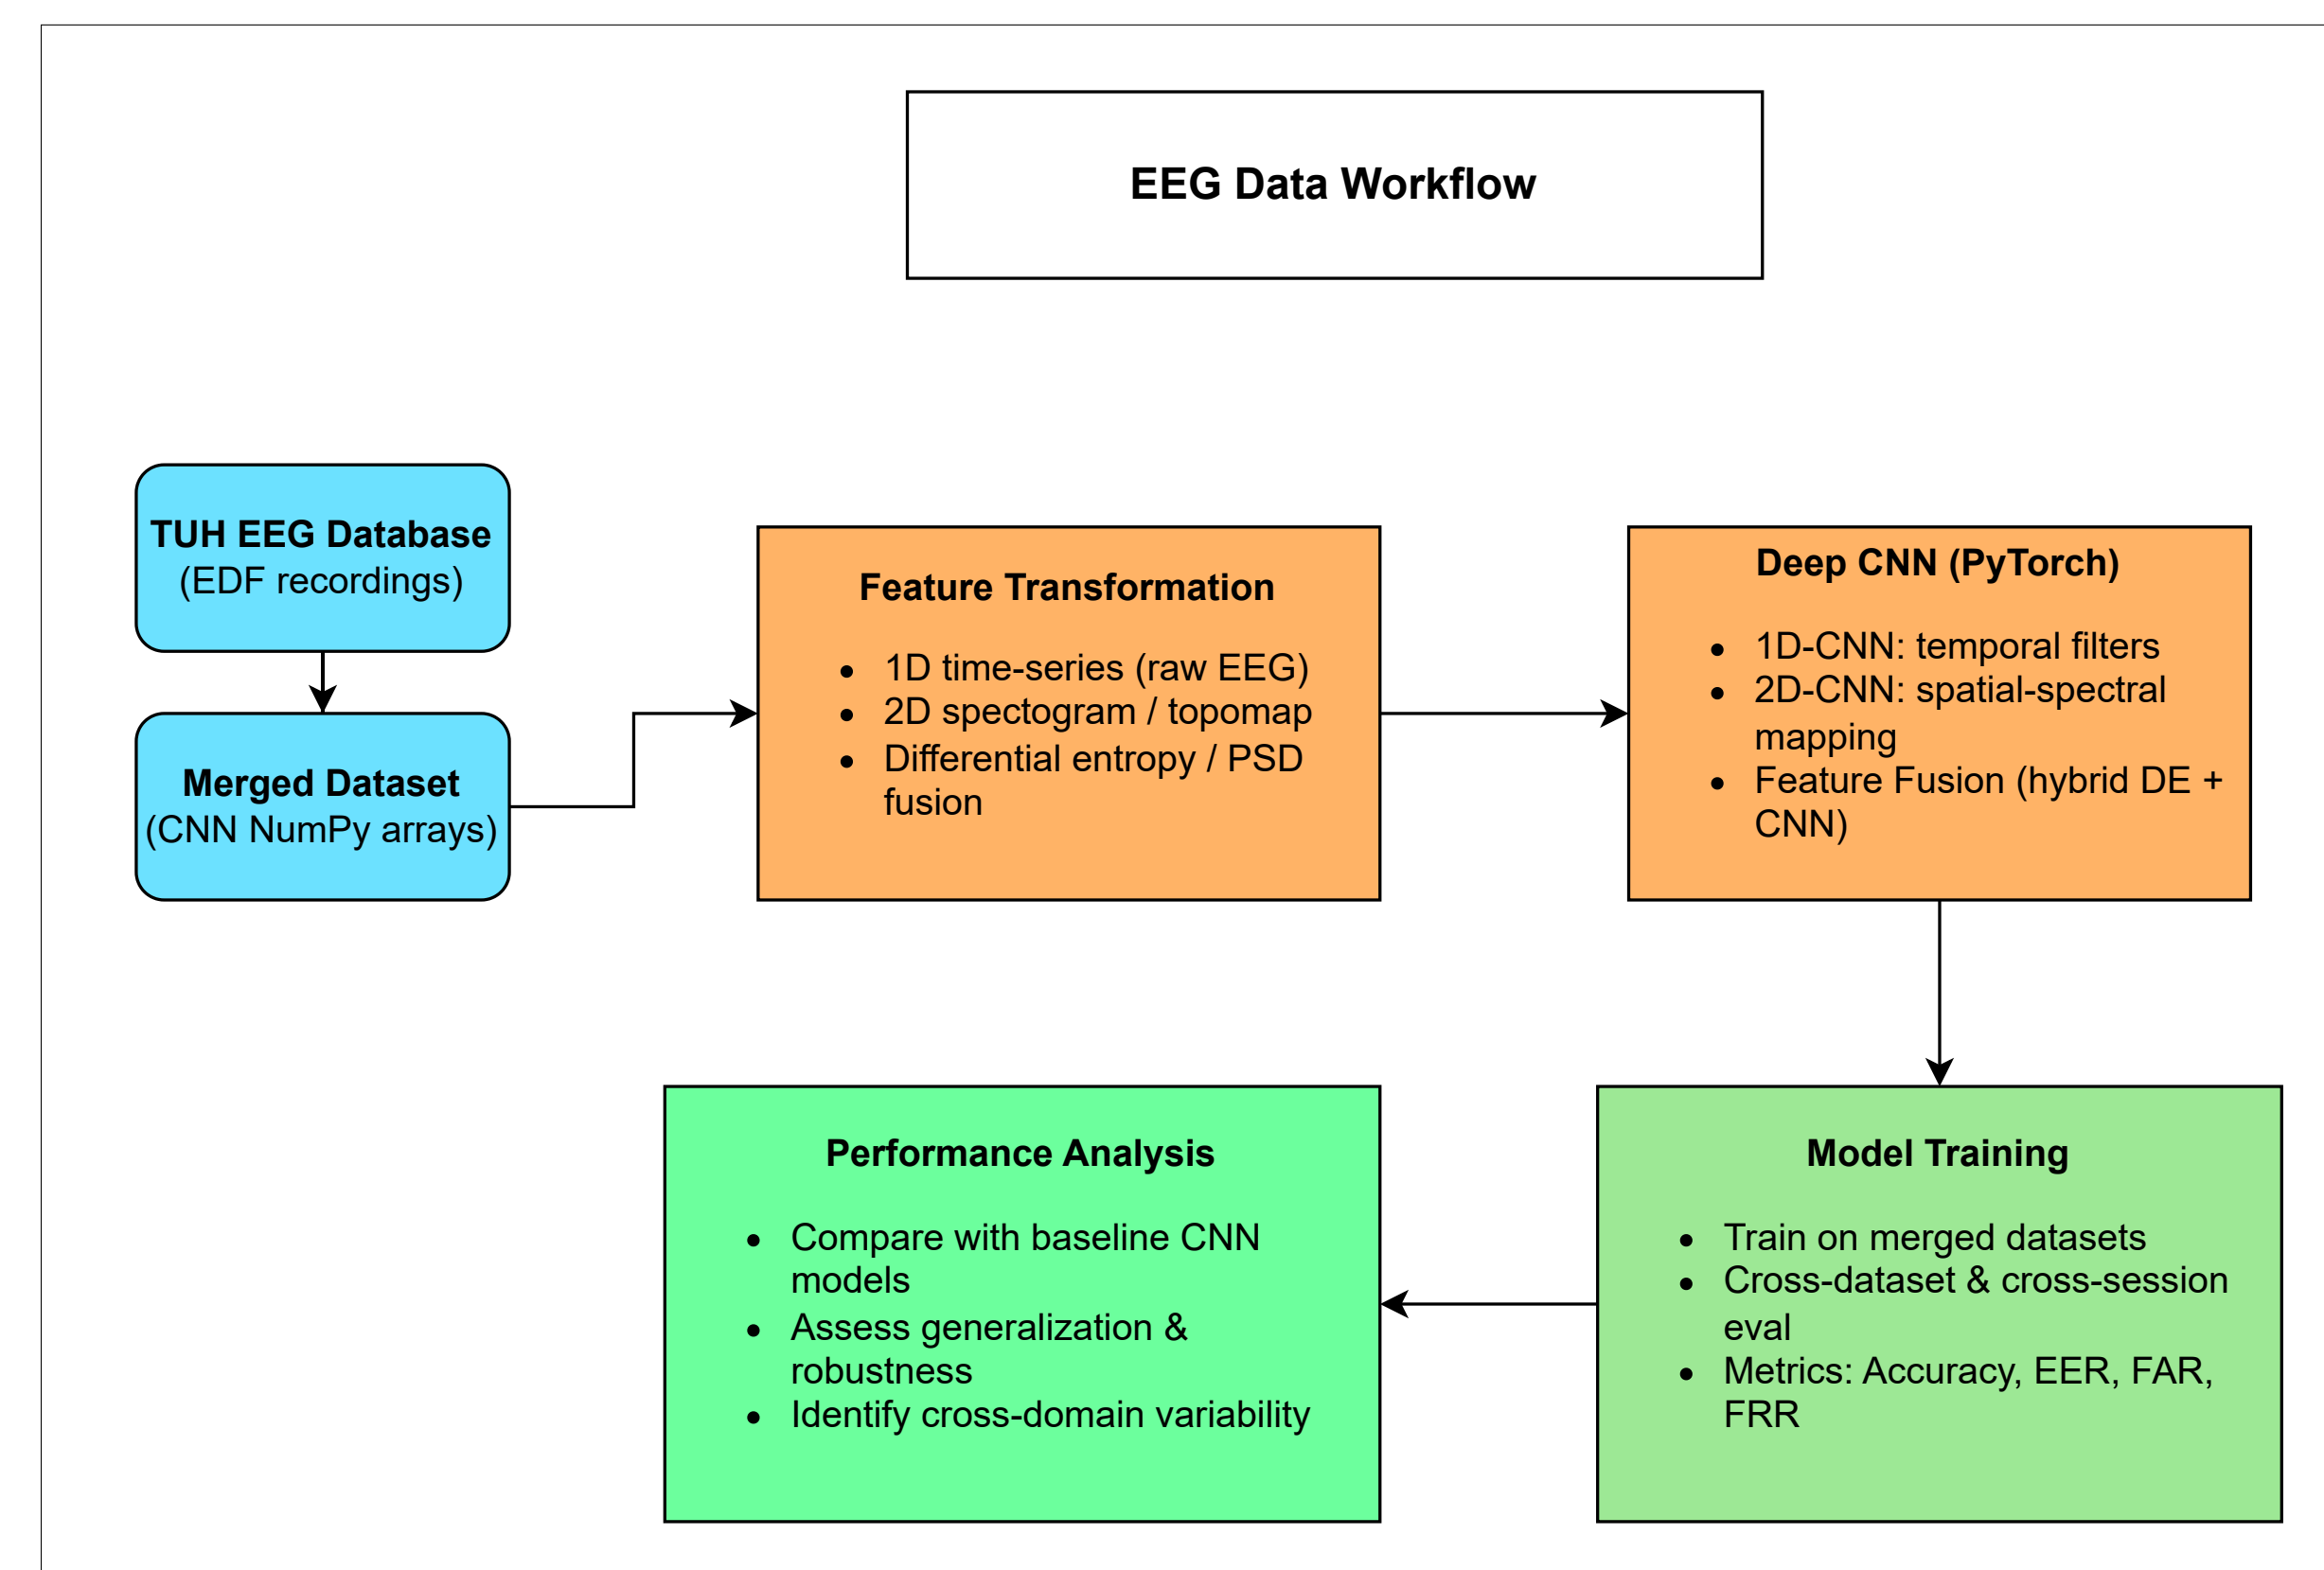 EEG Data Workflow
TUH EEG Database
(EDF recordings)
Merged Dataset
(CNN NumPy arrays)
Feature Transformation
• 1D time-series (raw EEG)
• 2D spectogram / topomap
• Differential entropy / PSD
fusion
Deep CNN (PyTorch)
• 1D-CNN: temporal filters
• 2D-CNN: spatial-spectral
mapping
• Feature Fusion (hybrid DE +
CNN)
Model Training
• Train on merged datasets
• Cross-dataset & cross-session
eval
• Metrics: Accuracy, EER, FAR,
FRR
Performance Analysis
• Compare with baseline CNN
models
• Assess generalization &
robustness
• Identify cross-domain variability